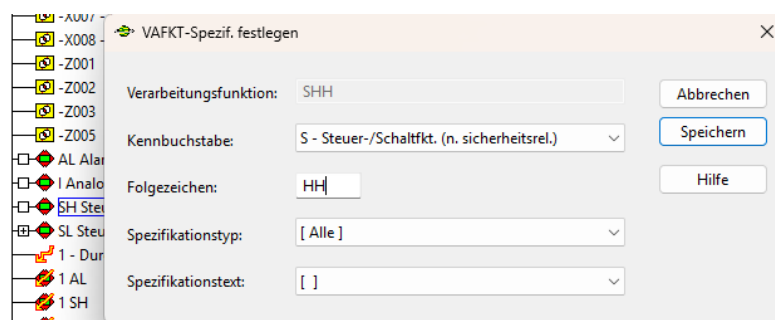 -X007 -
-X008 -
-Z001
-Z002
-Z003
-Z005
AL Alar
I Analo
SH Steu
SL Steu
1 - Dur
1 AL
1 SH
VAFKT-Spezif. festlegen
Verarbeitungsfunktion: SHH
Abbrechen
Kennbuchstabe: S - Steuer-/Schaltfkt. (n. sicherheitsrel.)
Speichern
Folgezeichen: HH
Hilfe
Spezifikationstyp: [ Alle ]
Spezifikationstext: [ ]